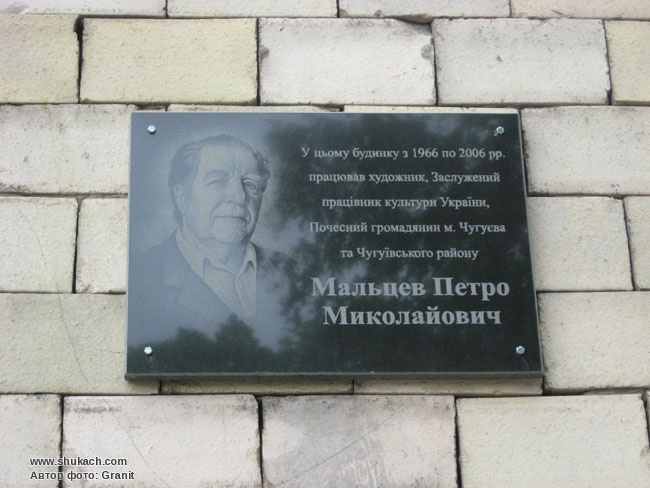 У цьому будинку з 1966 по 2006 рр.
працював художник, Заслужений
працівник культури України,
Почесний громадянин м. Чугуєва
та Чугуївського району
Мальцев Петро
Миколайович
www.shukach.com
Автор фото: Granit